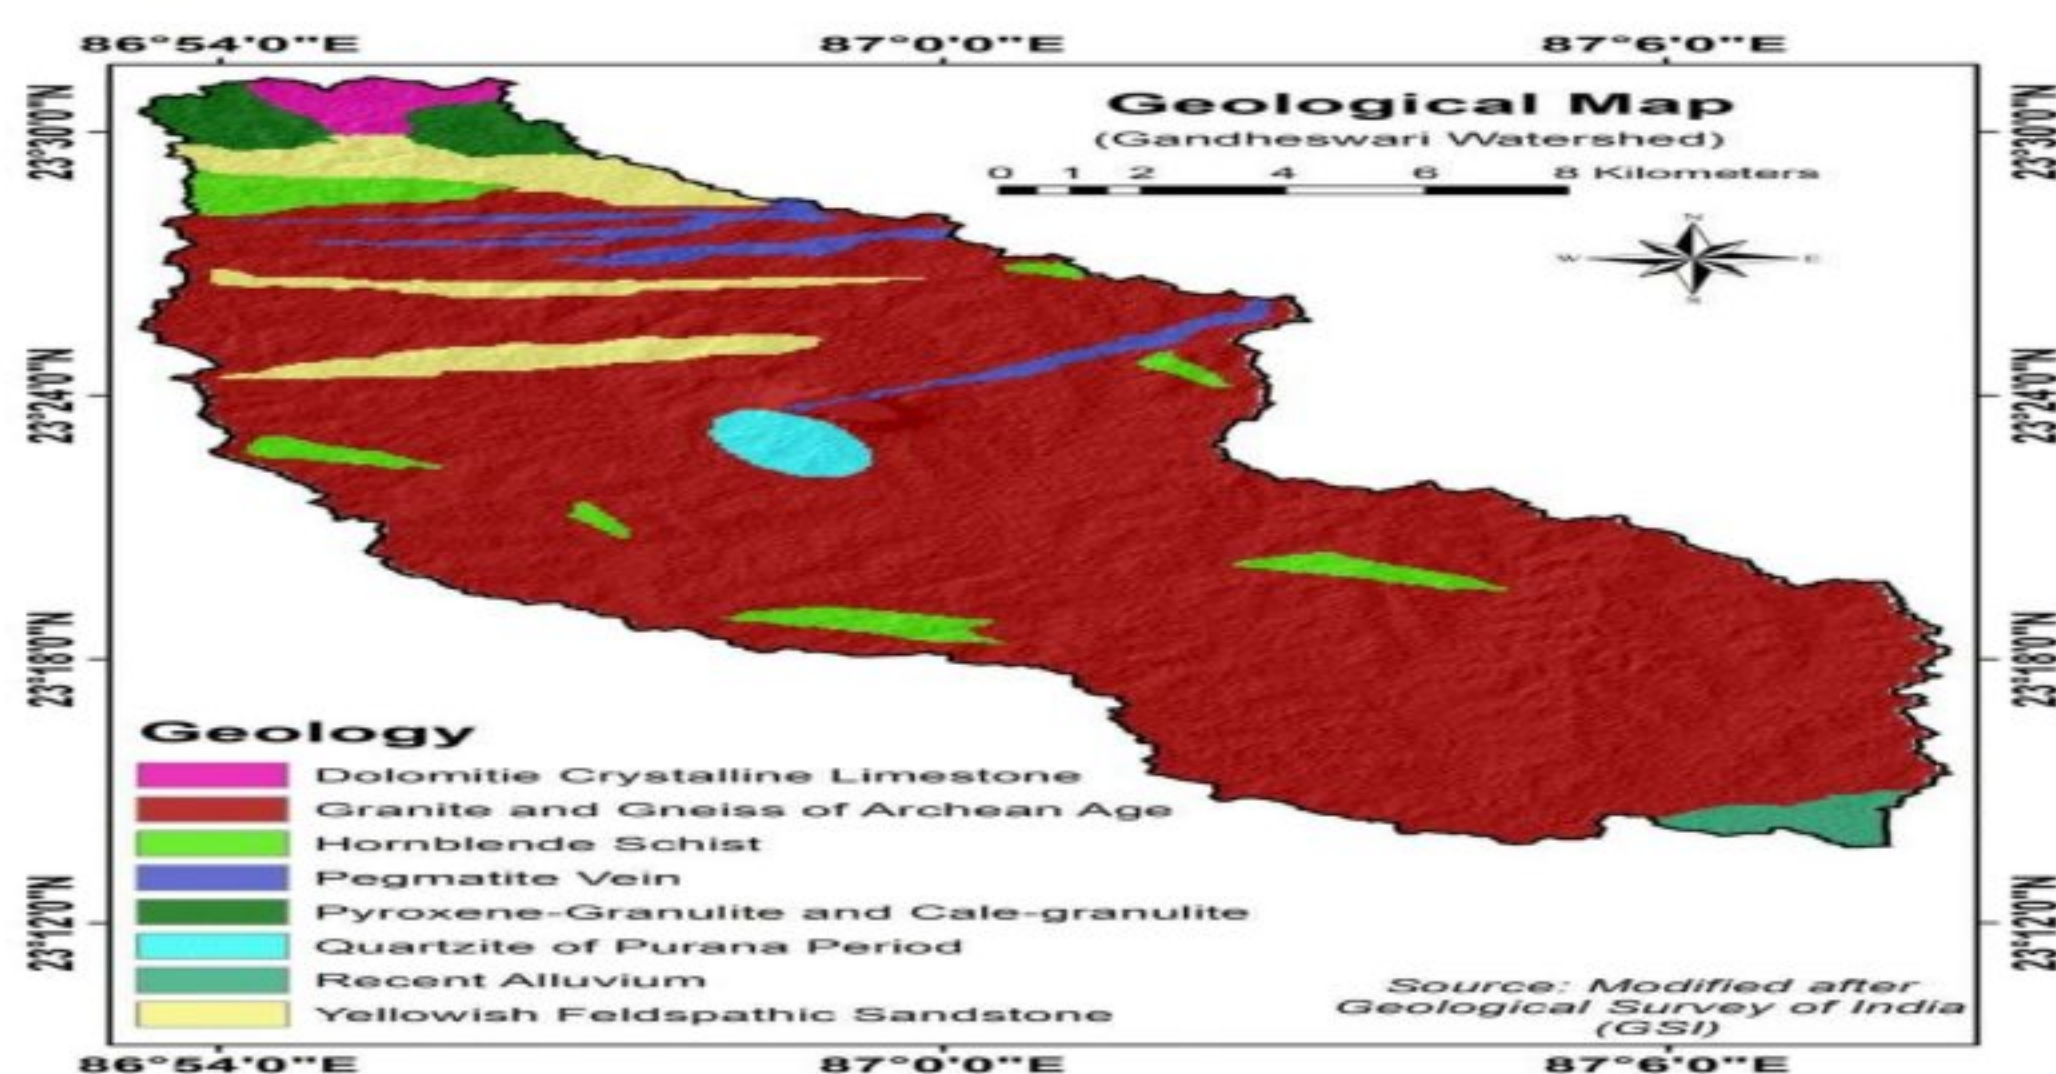 86°54'0"E 87°0'0"E 87°6'0"E
Geological Map
(Gandheswari Watershed)
0 1 2 4 6 8 Kilometers
N
W E
S
23°30'0"N 23°30'0"N
23°24'0"N 23°24'0"N
23°18'0"N 23°18'0"N
23°12'0"N 23°12'0"N
Geology
Dolomitie Crystalline Limestone
Granite and Gneiss of Archean Age
Hornblende Schist
Pegmatite Vein
Pyroxene-Granulite and Cale-granulite
Quartzite of Purana Period
Recent Alluvium
Yellowish Feldspathic Sandstone
Source: Modified after
Geological Survey of India
(GSI)
86°54'0"E 87°0'0"E 87°6'0"E